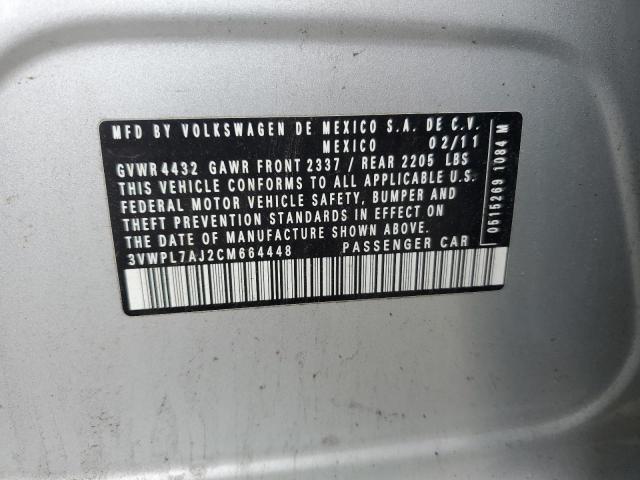 MFD BY VOLKSWAGEN DE MEXICO S.A. DE C.V.
MEXICO 02/11
GVWR 4432 GAWR FRONT 2337 / REAR 2205 LBS
THIS VEHICLE CONFORMS TO ALL APPLICABLE U.S.
FEDERAL MOTOR VEHICLE SAFETY, BUMPER AND
THEFT PREVENTION STANDARDS IN EFFECT ON
THE DATE OF MANUFACTURE SHOWN ABOVE.
3VWPL7AJ2CM664448 PASSENGER CAR
0515269 1084 M